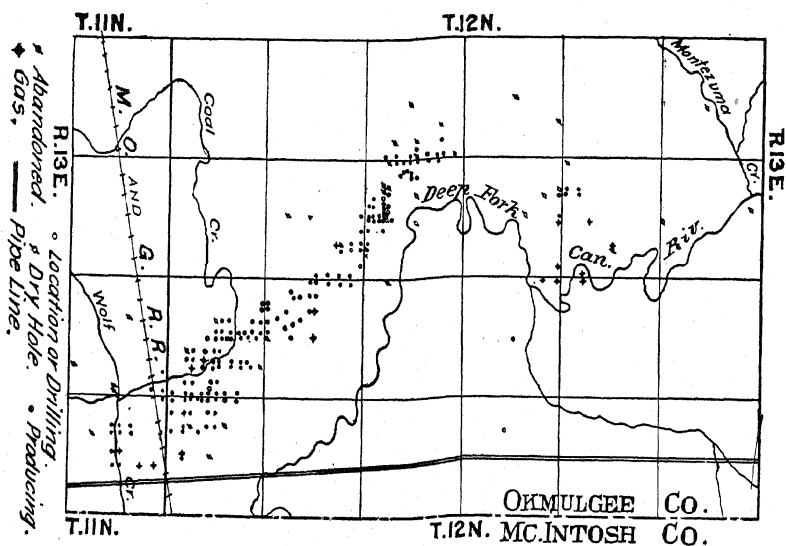 T.11N. T.12N.
Montezuma
Cr.
R.13E.
R.13E.
M. O. AND G. R.R.
Coal
Cr.
Deep Fork
Can. Riv.
Wolf
Cr.
Location or Drilling. Producing.
Abandoned. Dry Hole.
Gas. Pipe Line.
OKMULGEE CO.
T.11N. T.12N. MC.INTOSH CO.